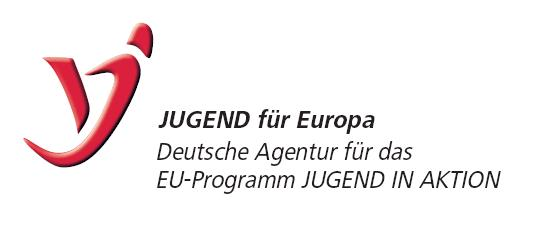 JUGEND für Europa
Deutsche Agentur für das
EU-Programm JUGEND IN AKTION